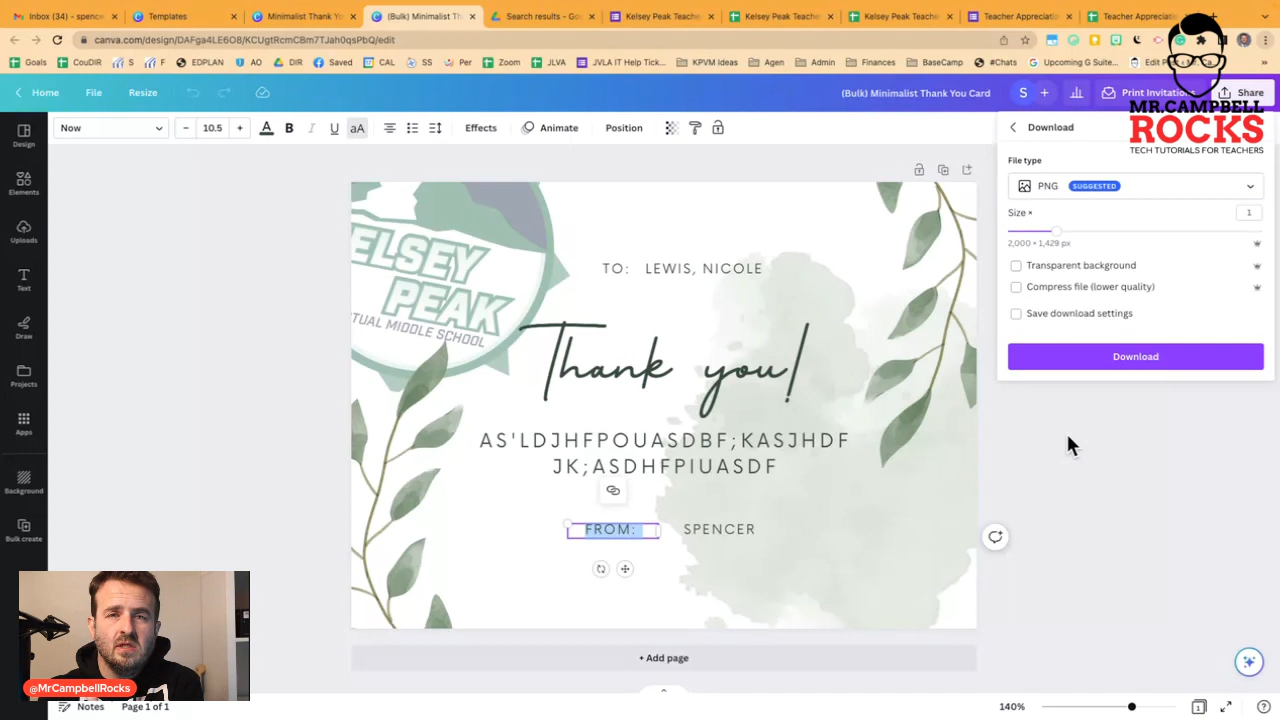 Inbox (34) - spence
Templates
Minimalist Thank Yo
(Bulk) Minimalist Th
Search results - Goo
Kelsey Peak Teache
Kelsey Peak Teache
Kelsey Peak Teache
Teacher Appreciatio
Teacher Appreciatio
canva.com/design/DAFga4LE6O8/KCUgtRcmCBm7TJah0qsPbQ/edit
Goals
CouDIR
S
F
EDPLAN
AO
DIR
Saved
CAL
SS
Per
Zoom
JLVA
JVLA IT Help Tick...
KPVM Ideas
Agen
Admin
Finances
BaseCamp
#Chats
Upcoming G Suite...
Edit Po
Home
File
Resize
(Bulk) Minimalist Thank You Card
S
Print Invitations
Share
MR.CAMPBELL
ROCKS
TECH TUTORIALS FOR TEACHERS
Now
10.5
A
B
I
U
aA
Effects
Animate
Position
Design
Elements
Uploads
Text
Draw
Projects
Apps
Background
Bulk create
Download
File type
PNG SUGGESTED
Size × 1
2,000 × 1,429 px
Transparent background
Compress file (lower quality)
Save download settings
Download
ELSEY
PEAK
TUAL MIDDLE SCHOOL
TO: LEWIS, NICOLE
Thank you!
AS'LDJHFPOUASDBF;KASJHDF
JK;ASDHFPIUASDF
FROM: SPENCER
+ Add page
@MrCampbellRocks
Notes
Page 1 of 1
140%
1